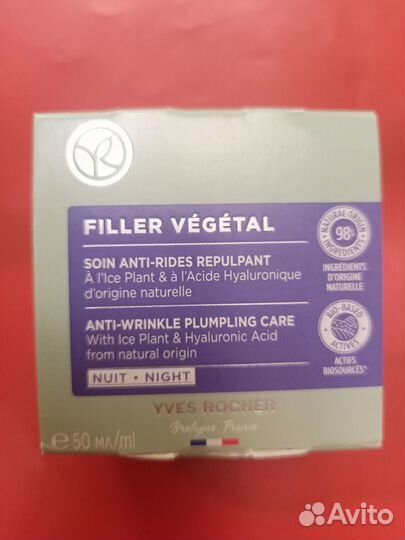 FILLER VÉGÉTAL
SOIN ANTI-RIDES REPULPANT
À l'Ice Plant & à l'Acide Hyaluronique
d'origine naturelle
ANTI-WRINKLE PLUMPLING CARE
With Ice Plant & Hyaluronic Acid
from natural origin
NUIT • NIGHT
NATURAL ORIGIN INGREDIENTS
98%
INGRÉDIENTS
D'ORIGINE
NATURELLE
BIO-BASED
ACTIVES
ACTIFS
BIOSOURCÉS*
YVES ROCHER
Bretagne, France
e 50 мл/ml
Avito